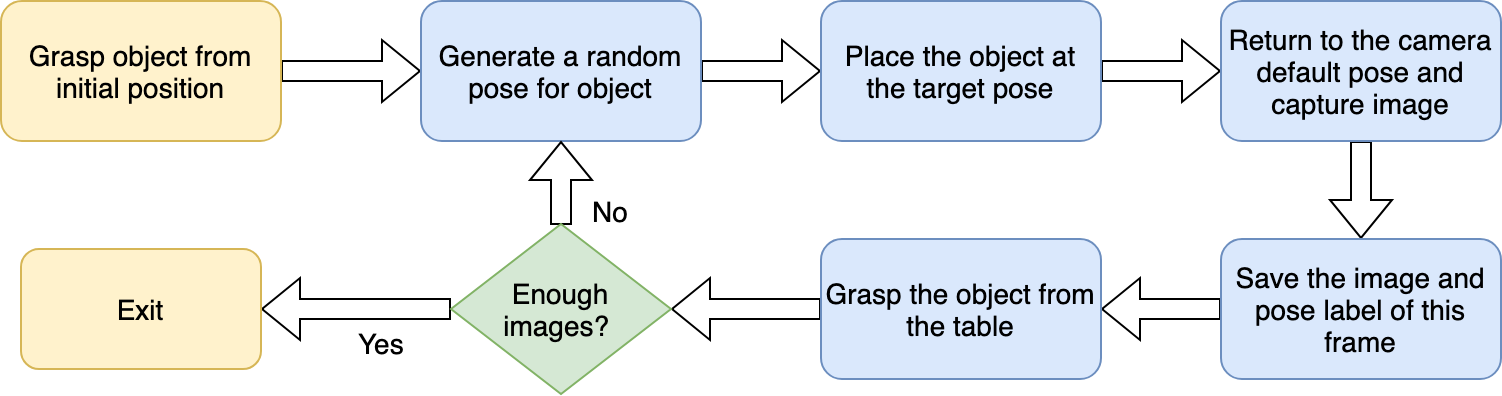 Grasp object from
initial position
Generate a random
pose for object
Place the object at
the target pose
Return to the camera
default pose and
capture image
Save the image and
pose label of this
frame
Grasp the object from
the table
Enough
images?
No
Yes
Exit